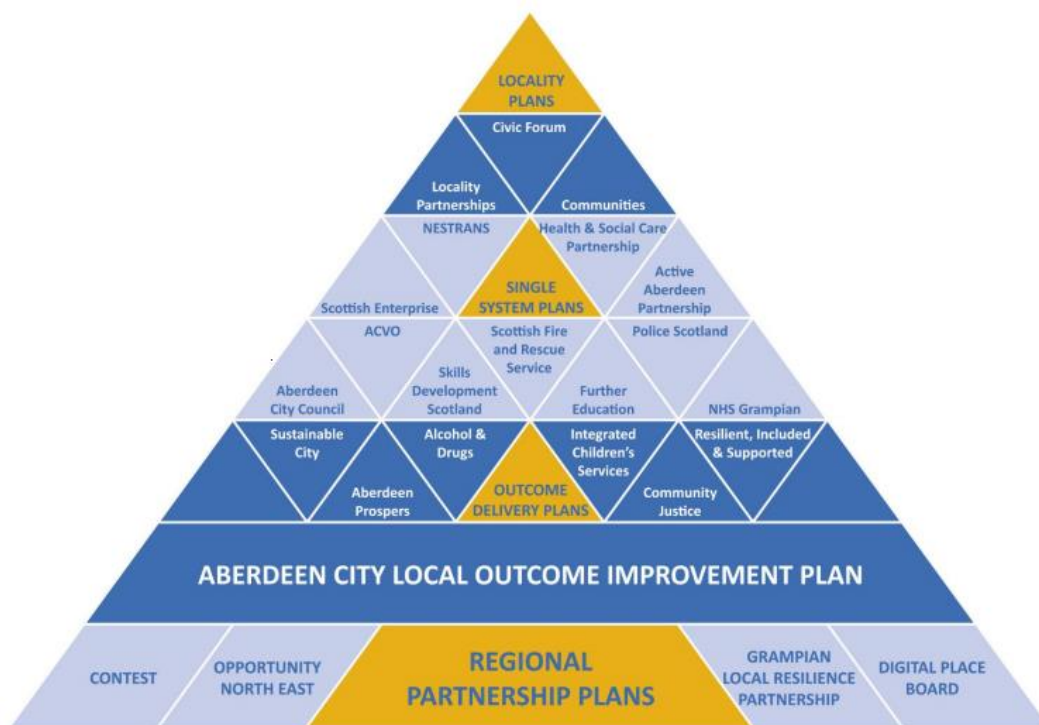 LOCALITY
PLANS
Civic Forum
Locality
Partnerships
Communities
NESTRANS
Health & Social Care
Partnership
Scottish Enterprise
SINGLE
SYSTEM PLANS
Active
Aberdeen
Partnership
ACVO
Scottish Fire
and Rescue
Service
Police Scotland
Aberdeen
City Council
Skills
Development
Scotland
Further
Education
NHS Grampian
Sustainable
City
Alcohol &
Drugs
Integrated
Children's
Services
Resilient, Included
& Supported
Aberdeen
Prospers
OUTCOME
DELIVERY PLANS
Community
Justice
ABERDEEN CITY LOCAL OUTCOME IMPROVEMENT PLAN
CONTEST
OPPORTUNITY
NORTH EAST
REGIONAL
PARTNERSHIP PLANS
GRAMPIAN
LOCAL RESILIENCE
PARTNERSHIP
DIGITAL PLACE
BOARD